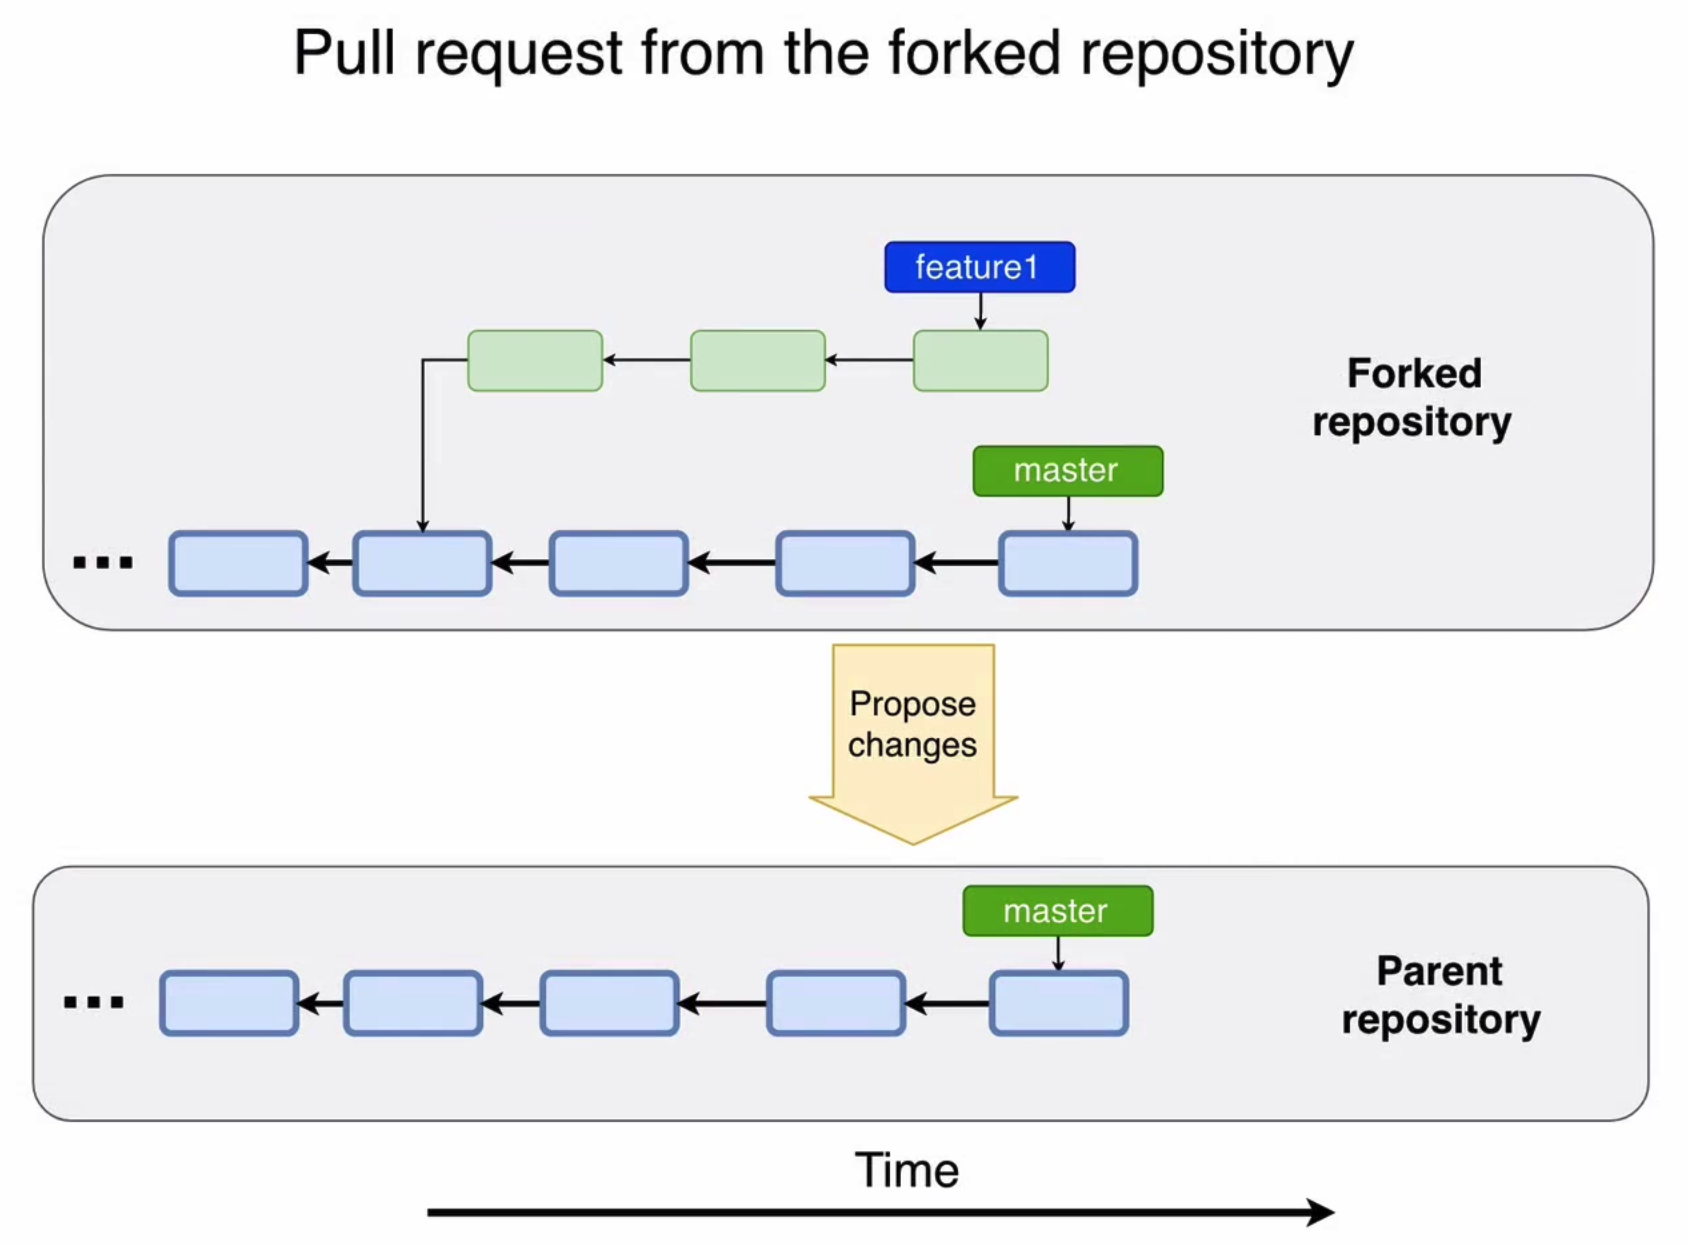 Pull request from the forked repository
feature1
Forked
repository
master
...
Propose
changes
master
...
Parent
repository
Time